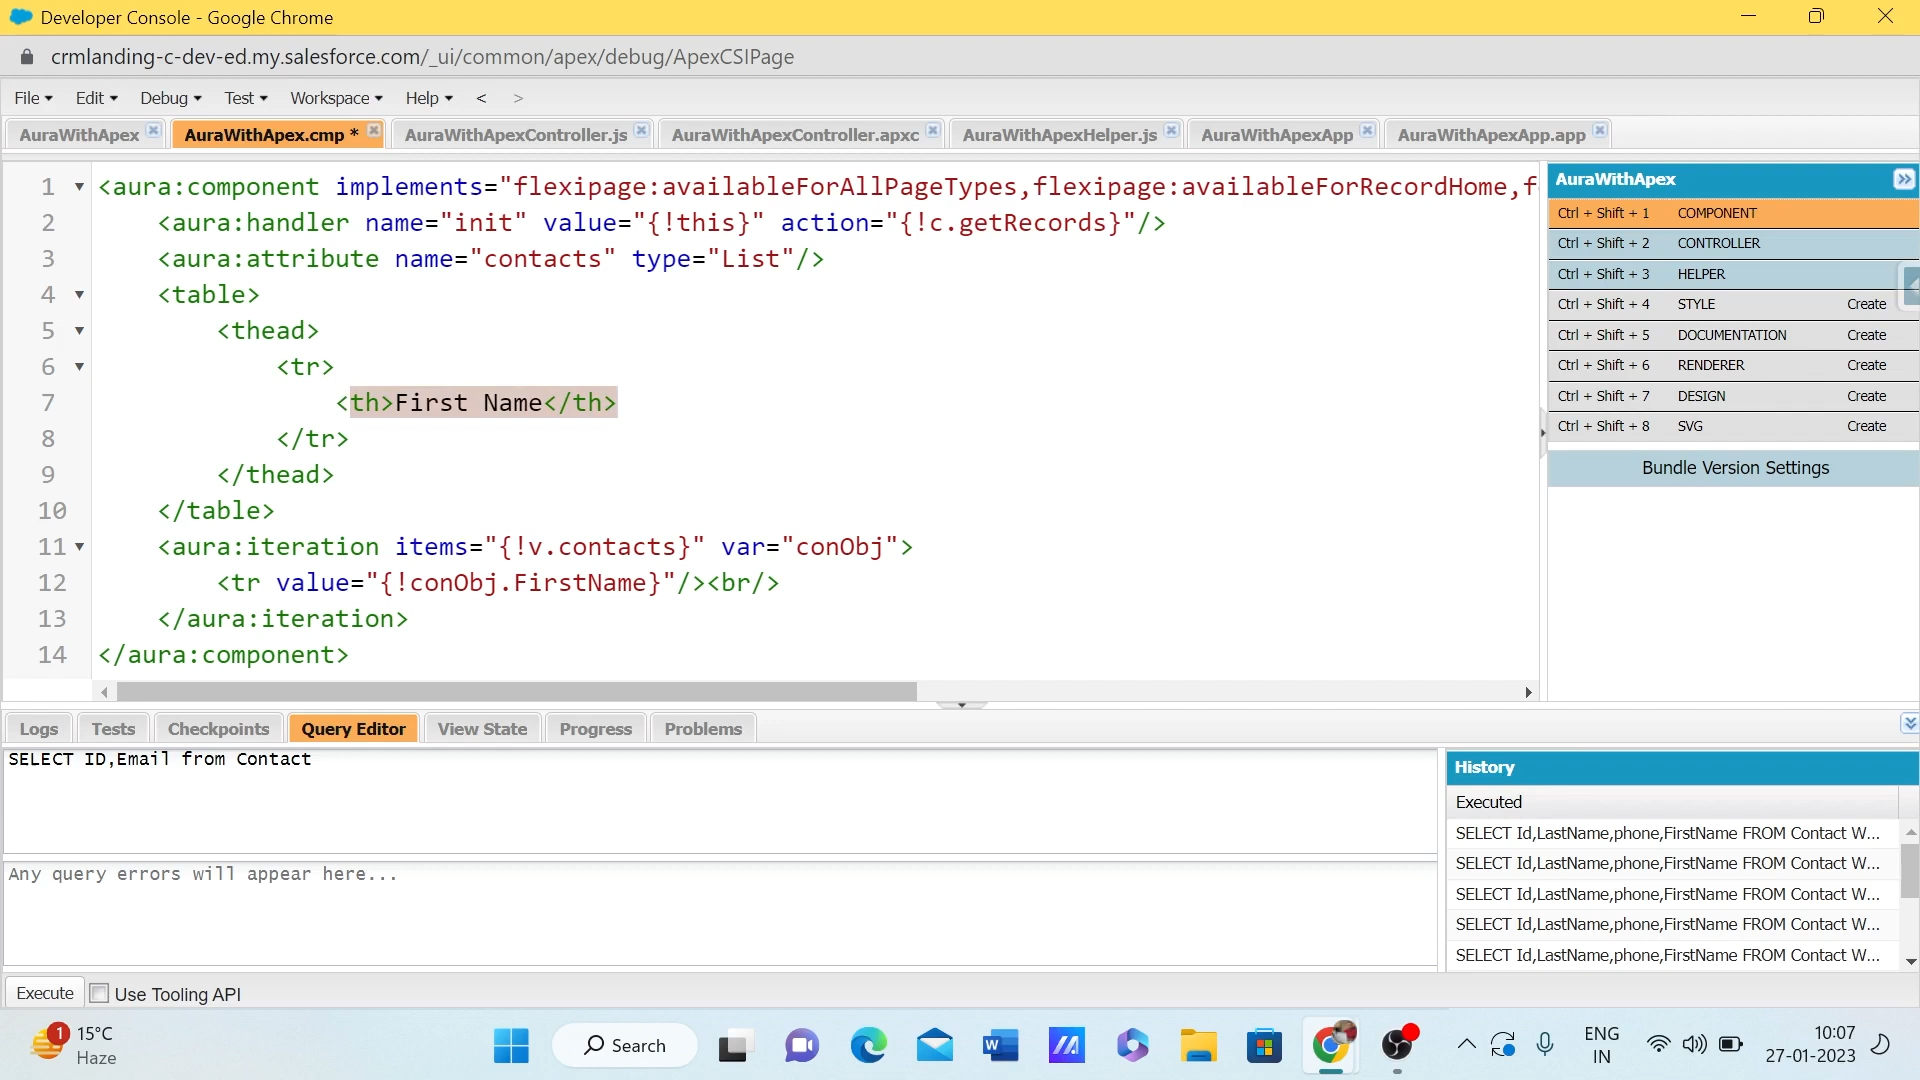 Developer Console - Google Chrome
crmlanding-c-dev-ed.my.salesforce.com/_ui/common/apex/debug/ApexCSIPage
File Edit Debug Test Workspace Help < >
AuraWithApex AuraWithApex.cmp * AuraWithApexController.js AuraWithApexController.apxc AuraWithApexHelper.js AuraWithApexApp AuraWithApexApp.app
1 <aura:component implements="flexipage:availableForAllPageTypes,flexipage:availableForRecordHome,f
2 <aura:handler name="init" value="{!this}" action="{!c.getRecords}"/>
3 <aura:attribute name="contacts" type="List"/>
4 <table>
5 <thead>
6 <tr>
7 <th>First Name</th>
8 </tr>
9 </thead>
10 </table>
11 <aura:iteration items="{!v.contacts}" var="conObj">
12 <tr value="{!conObj.FirstName}"/><br/>
13 </aura:iteration>
14 </aura:component>
AuraWithApex
Ctrl + Shift + 1 COMPONENT
Ctrl + Shift + 2 CONTROLLER
Ctrl + Shift + 3 HELPER
Ctrl + Shift + 4 STYLE Create
Ctrl + Shift + 5 DOCUMENTATION Create
Ctrl + Shift + 6 RENDERER Create
Ctrl + Shift + 7 DESIGN Create
Ctrl + Shift + 8 SVG Create
Bundle Version Settings
Logs Tests Checkpoints Query Editor View State Progress Problems
SELECT ID,Email from Contact
Any query errors will appear here...
History
Executed
SELECT Id,LastName,phone,FirstName FROM Contact W...
SELECT Id,LastName,phone,FirstName FROM Contact W...
SELECT Id,LastName,phone,FirstName FROM Contact W...
SELECT Id,LastName,phone,FirstName FROM Contact W...
SELECT Id,LastName,phone,FirstName FROM Contact W...
Execute Use Tooling API
1
15°C
Haze
Search
W
ENG
IN
10:07
27-01-2023